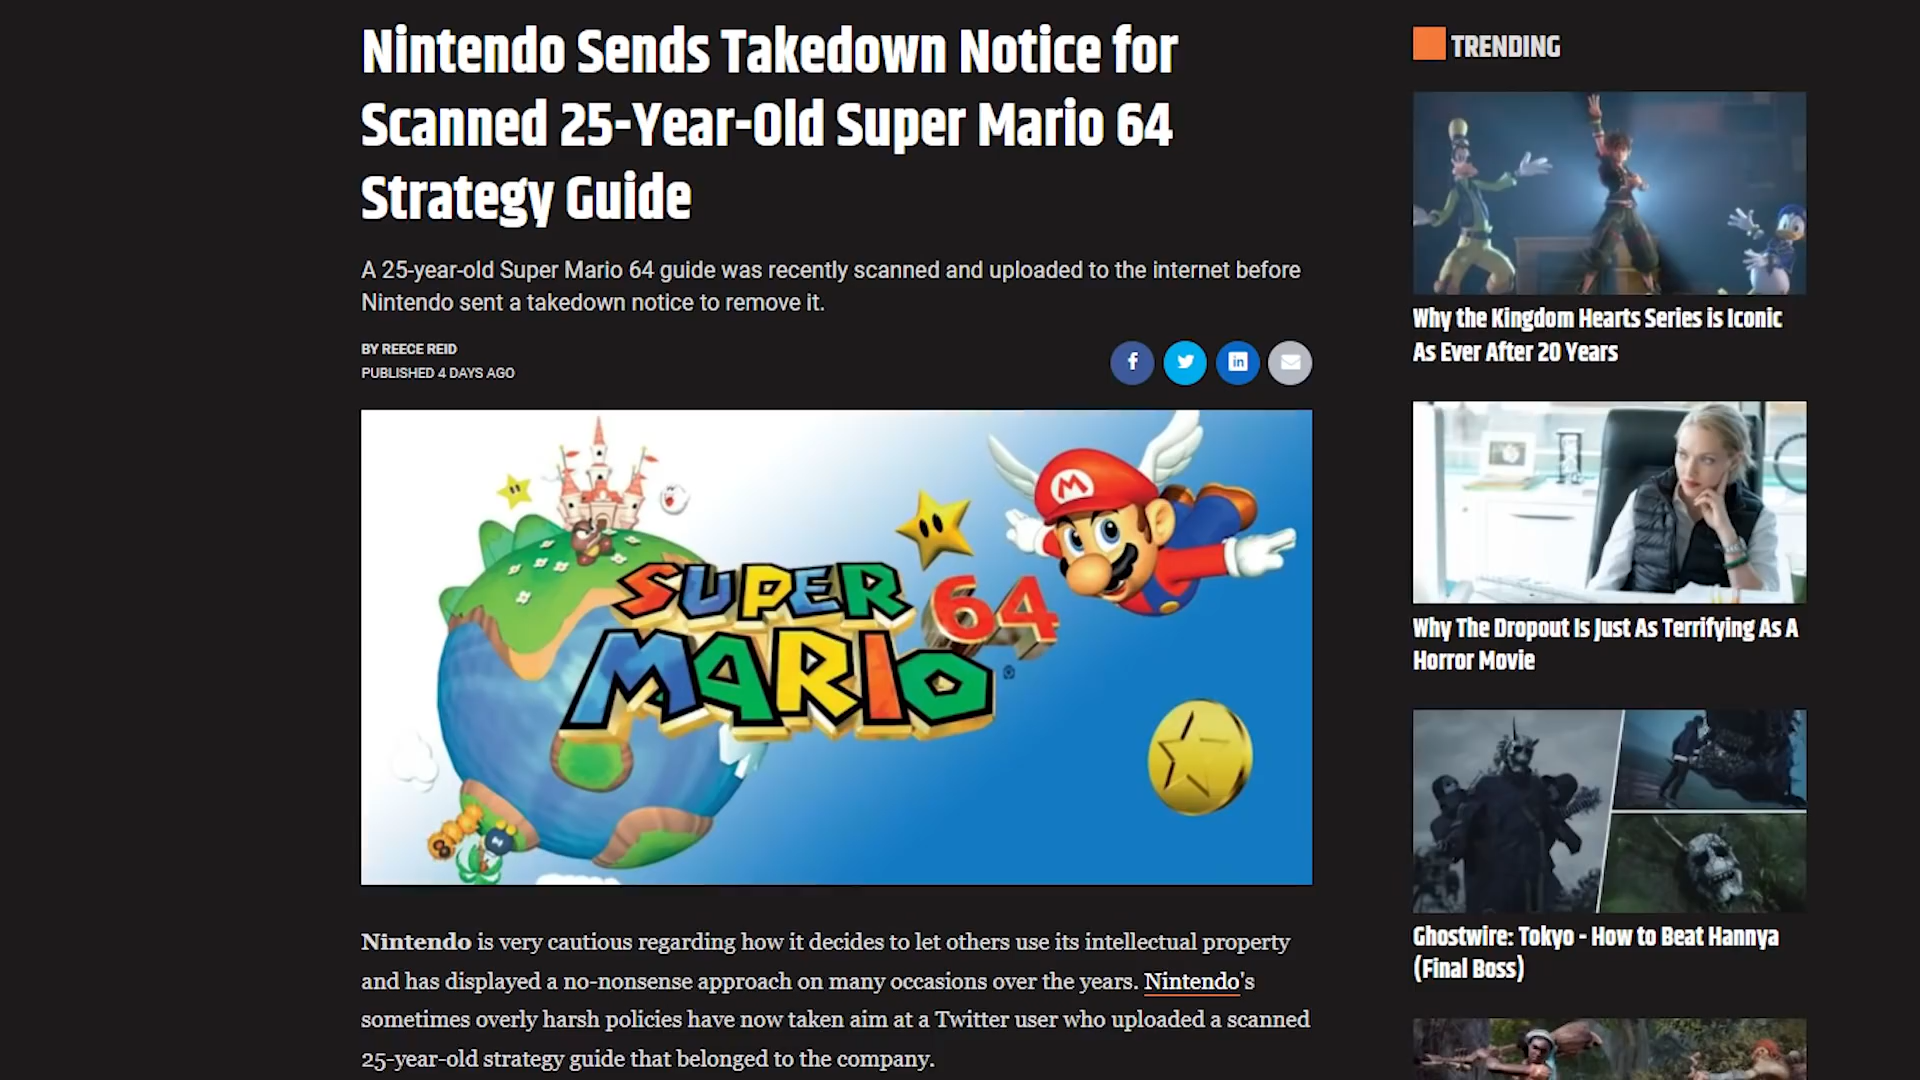 Nintendo Sends Takedown Notice for
Scanned 25-Year-Old Super Mario 64
Strategy Guide
A 25-year-old Super Mario 64 guide was recently scanned and uploaded to the internet before
Nintendo sent a takedown notice to remove it.
BY REECE REID
PUBLISHED 4 DAYS AGO
f
in
M
SUPER
MARIO
64
®
8
Nintendo is very cautious regarding how it decides to let others use its intellectual property
and has displayed a no-nonsense approach on many occasions over the years. Nintendo's
sometimes overly harsh policies have now taken aim at a Twitter user who uploaded a scanned
25-year-old strategy guide that belonged to the company.
TRENDING
Why the Kingdom Hearts Series is Iconic
As Ever After 20 Years
Why The Dropout Is Just As Terrifying As A
Horror Movie
Ghostwire: Tokyo - How to Beat Hannya
(Final Boss)